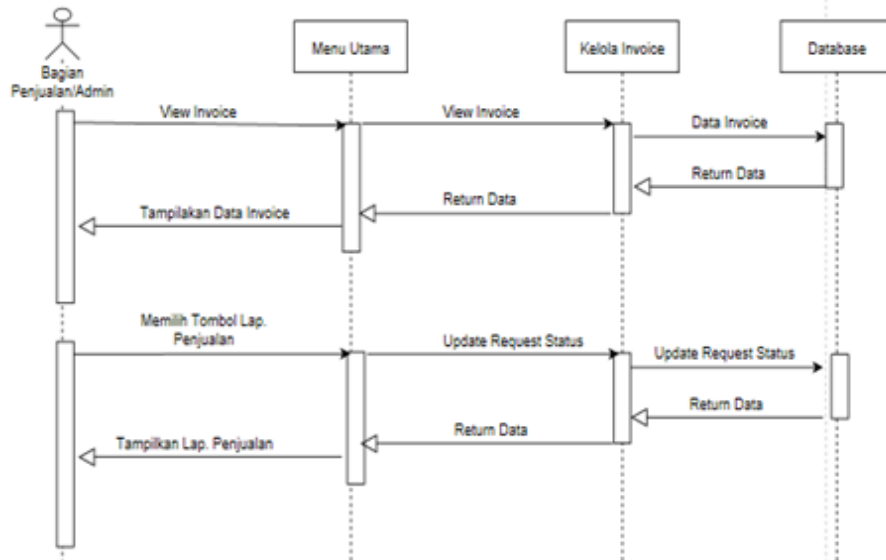 Menu Utama
Kelola Invoice
Database
Bagian
Penjualan/Admin
View Invoice
View Invoice
Data Invoice
Return Data
Return Data
Tampilakan Data Invoice
Memilih Tombol Lap.
Penjualan
Update Request Status
Update Request Status
Return Data
Return Data
Tampilkan Lap. Penjualan